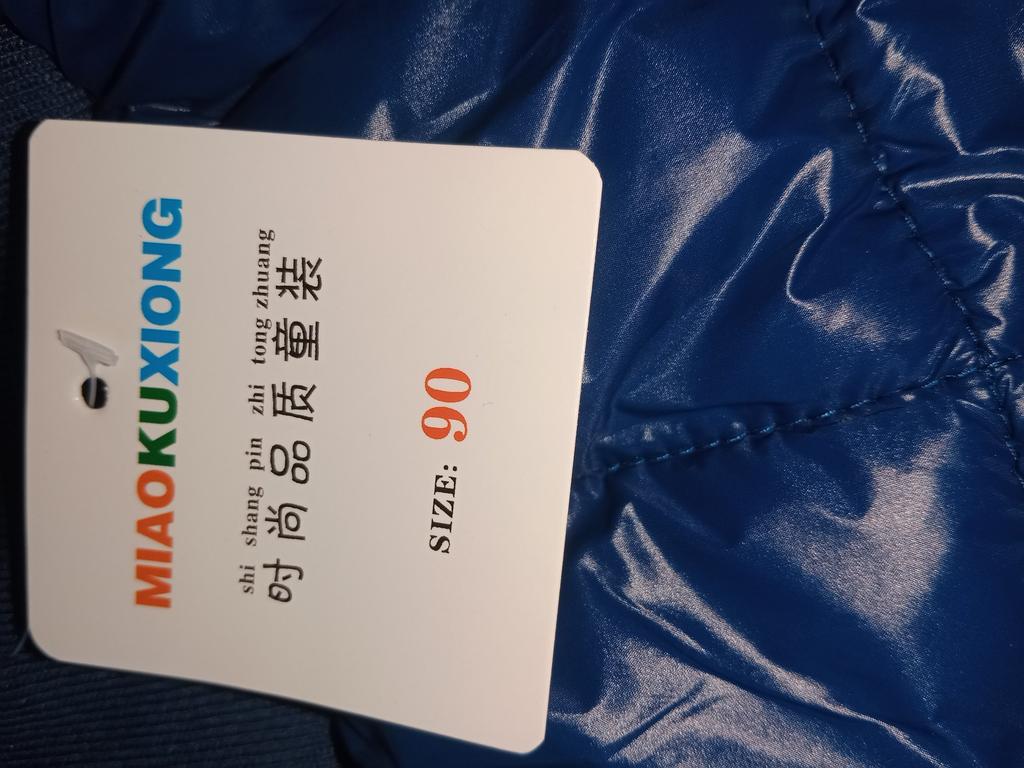 MIAOKUXIONG
shi shang pin zhi tong zhuang
时尚品质童装
SIZE: 90